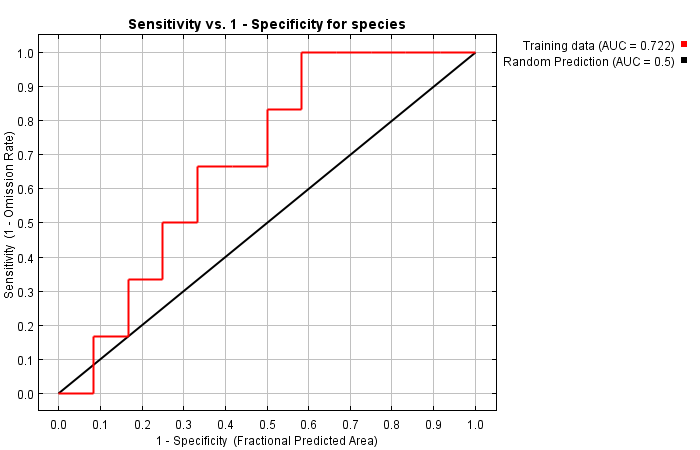 Sensitivity vs. 1 - Specificity for species
Training data (AUC = 0.722)
Random Prediction (AUC = 0.5)
Sensitivity (1 - Omission Rate)
1.0
0.9
0.8
0.7
0.6
0.5
0.4
0.3
0.2
0.1
0.0
0.0 0.1 0.2 0.3 0.4 0.5 0.6 0.7 0.8 0.9 1.0
1 - Specificity (Fractional Predicted Area)